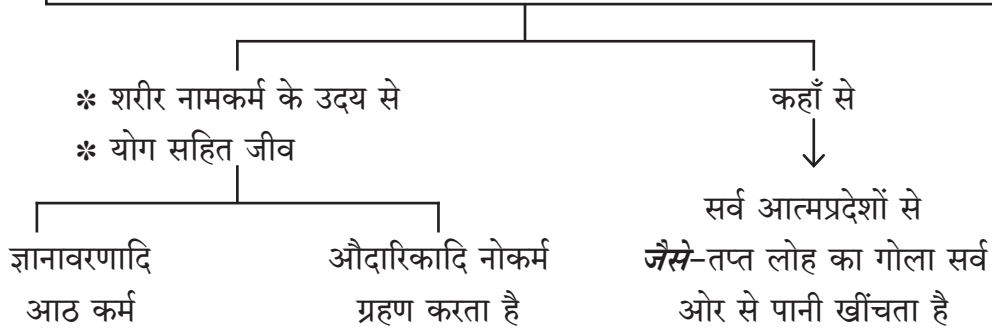 * शरीर नामकर्म के उदय से
* योग सहित जीव
कहाँ से
ज्ञानावरणादि
आठ कर्म
औदारिकादि नोकर्म
ग्रहण करता है
सर्व आत्मप्रदेशों से
जैसे-तप्त लोह का गोला सर्व
ओर से पानी खींचता है